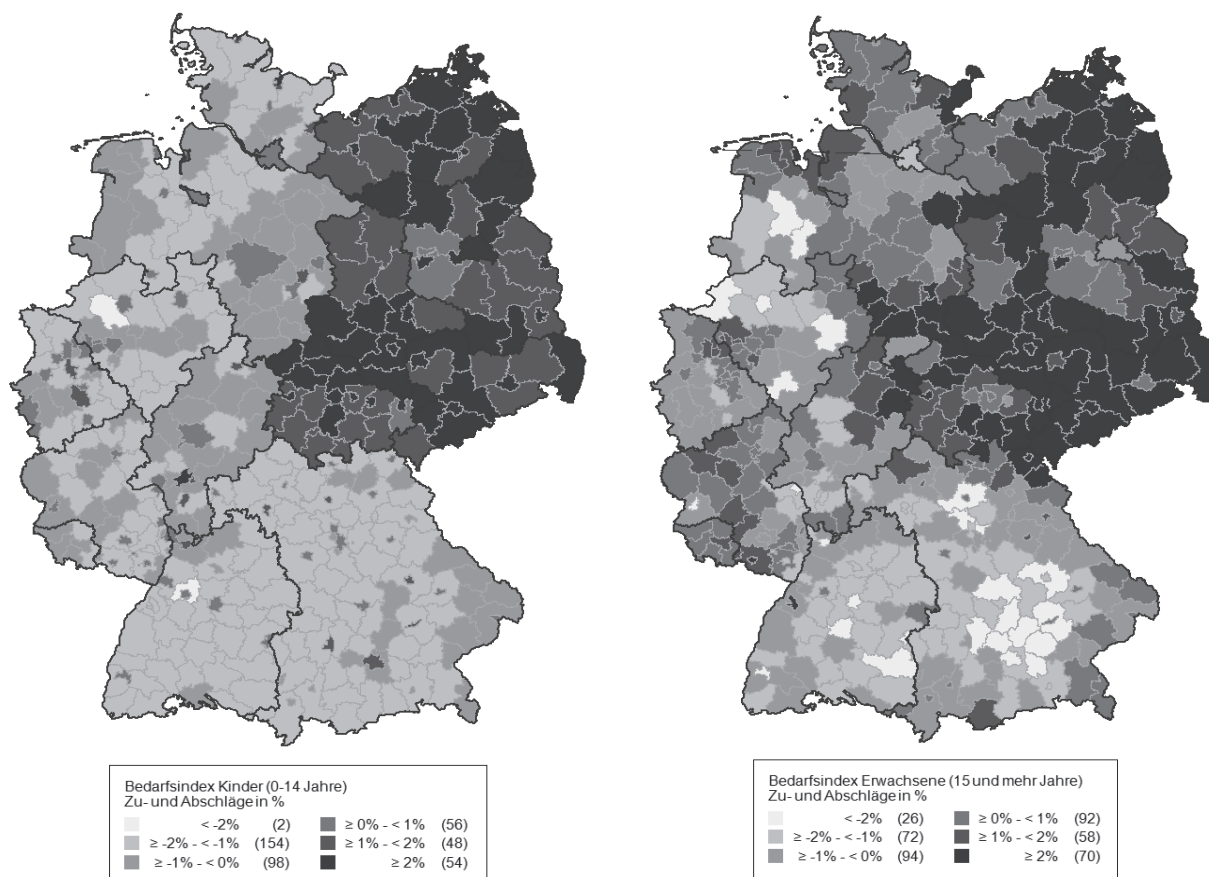 Bedarfsindex Kinder (0-14 Jahre)
Zu- und Abschläge in %
< -2% (2)
≥ -2% - < -1% (154)
≥ -1% - < 0% (98)
≥ 0% - < 1% (56)
≥ 1% - < 2% (48)
≥ 2% (54)
Bedarfsindex Erwachsene (15 und mehr Jahre)
Zu- und Abschläge in %
< -2% (26)
≥ -2% - < -1% (72)
≥ -1% - < 0% (94)
≥ 0% - < 1% (92)
≥ 1% - < 2% (58)
≥ 2% (70)